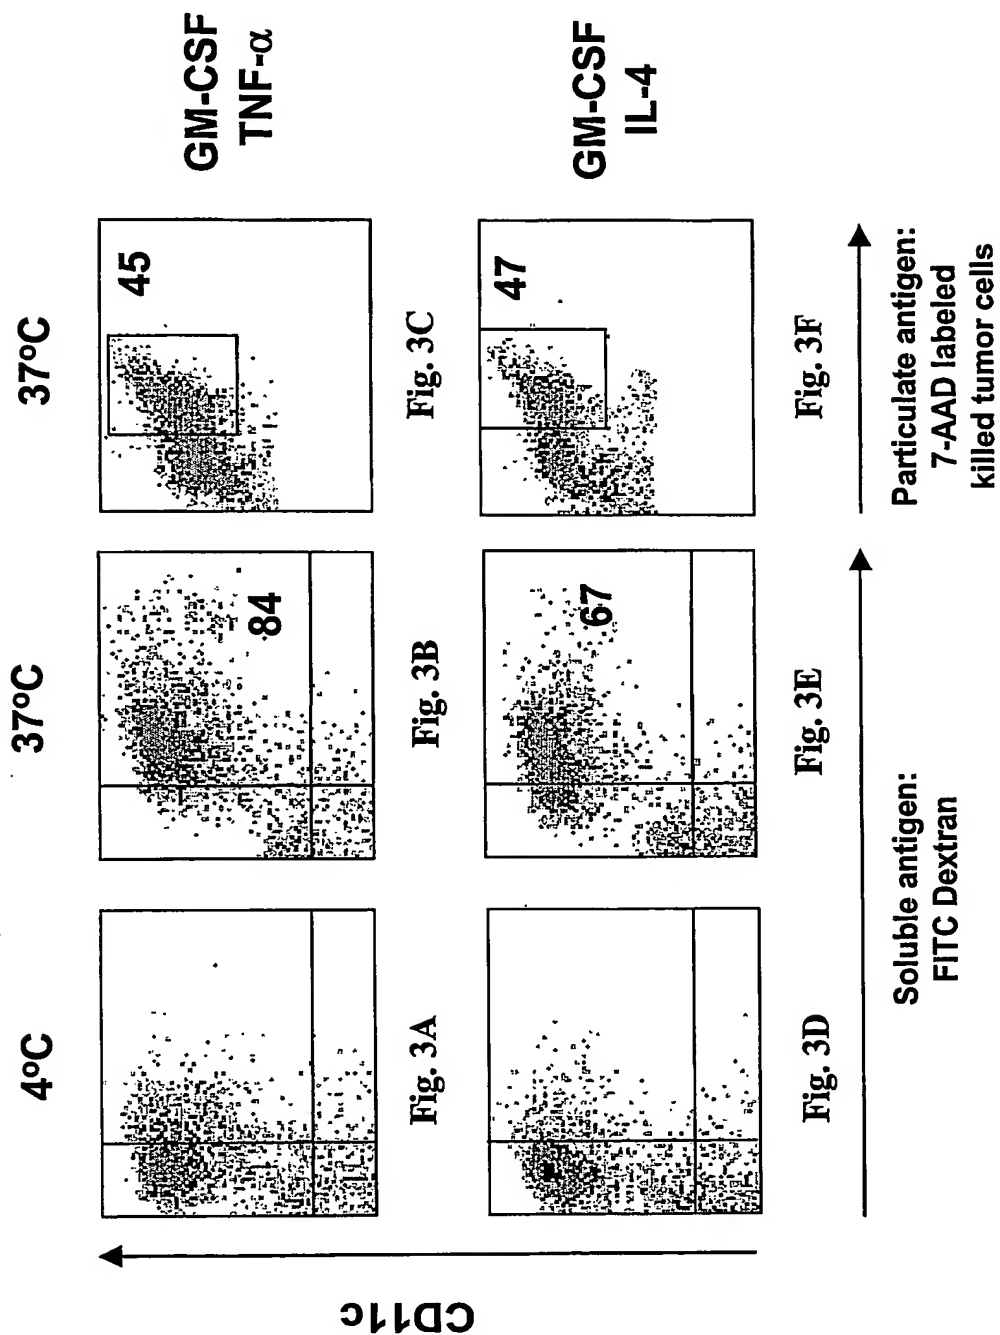 4ºC
37ºC
37ºC
GM-CSF
TNF-α
45
84
Fig. 3A
Fig. 3B
Fig. 3C
GM-CSF
IL-4
47
67
Fig. 3D
Fig. 3E
Fig. 3F
CD11c
Soluble antigen:
FITC Dextran
Particulate antigen:
7-AAD labeled
killed tumor cells